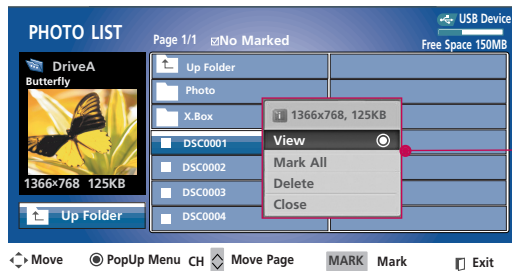 PHOTO LIST
Page 1/1 No Marked
USB Device
Free Space 150MB
DriveA
Butterfly
1366×768 125KB
Up Folder
Up Folder
Photo
X.Box
DSC0001
DSC0002
DSC0003
DSC0004
1366x768, 125KB
View
Mark All
Delete
Close
Move PopUp Menu CH Move Page MARK Mark Exit